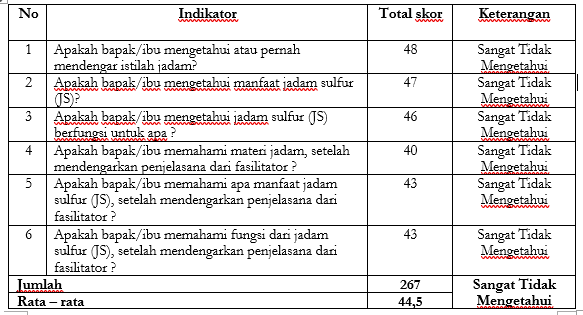 No Indikator Total skor Keterangan
1 Apakah bapak/ibu mengetahui atau pernah 48 Sangat Tidak
mendengar istilah jadam? Mengetahui
2 Apakah bapak/ibu mengetahui manfaat jadam sulfur 47 Sangat Tidak
(JS)? Mengetahui
3 Apakah bapak/ibu mengetahui jadam sulfur (JS) 46 Sangat Tidak
berfungsi untuk apa ? Mengetahui
4 Apakah bapak/ibu memahami materi jadam, setelah 40 Sangat Tidak
mendengarkan penjelasana dari fasilitator ? Mengetahui
5 Apakah bapak/ibu memahami apa manfaat jadam 43 Sangat Tidak
sulfur (JS), setelah mendengarkan penjelasana dari Mengetahui
fasilitator ?
6 Apakah bapak/ibu memahami fungsi dari jadam 43 Sangat Tidak
sulfur (JS), setelah mendengarkan penjelasana dari Mengetahui
fasilitator ?
Jumlah 267 Sangat Tidak
Rata – rata 44,5 Mengetahui